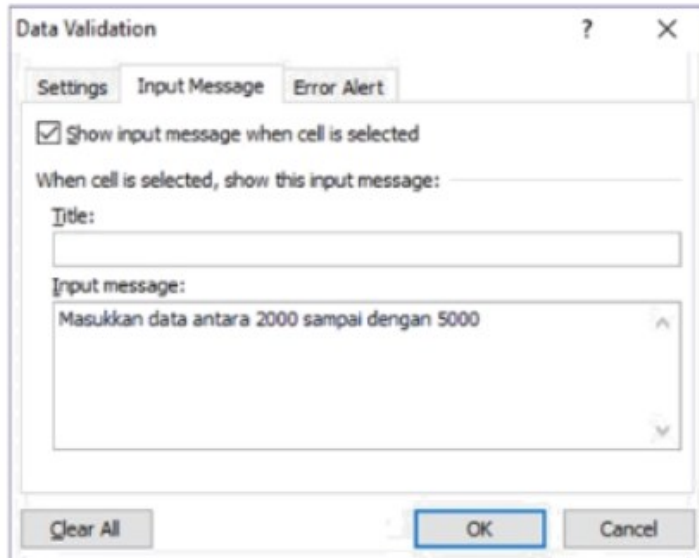 Data Validation ? ×
Settings Input Message Error Alert
Show input message when cell is selected
When cell is selected, show this input message:
Title:
Input message:
Masukkan data antara 2000 sampai dengan 5000
Clear All OK Cancel